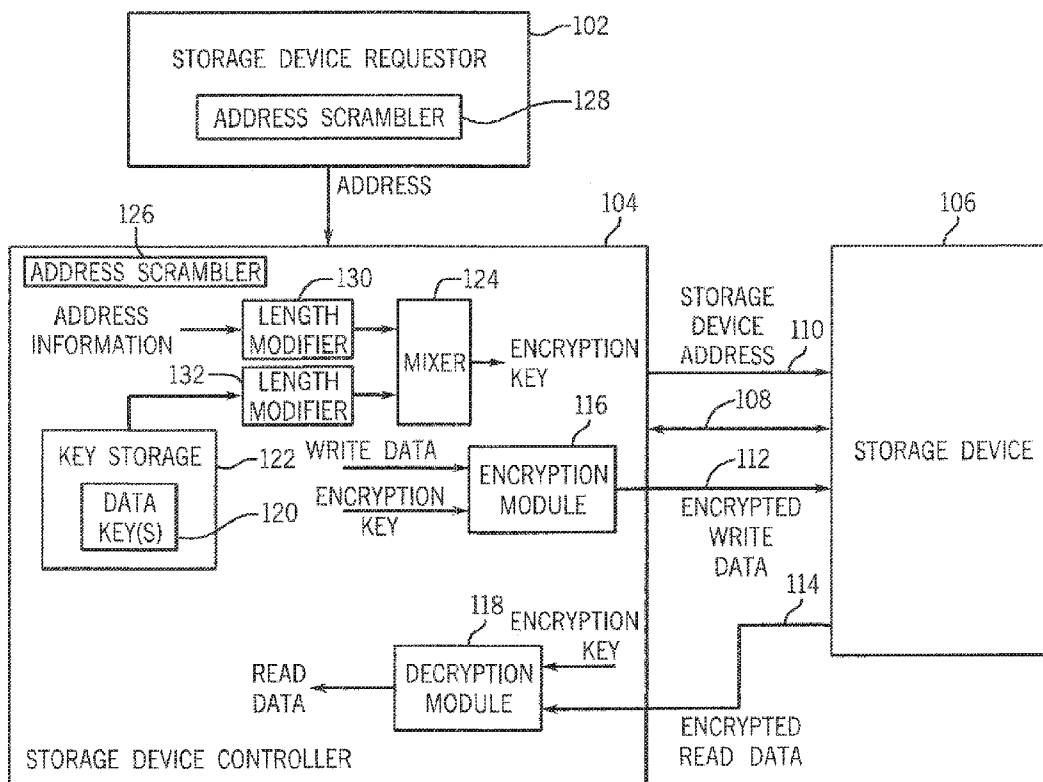 102
STORAGE DEVICE REQUESTOR
ADDRESS SCRAMBLER
128
ADDRESS
126
104
106
ADDRESS SCRAMBLER
130
124
ADDRESS
INFORMATION
LENGTH
MODIFIER
MIXER
ENCRYPTION
KEY
132
LENGTH
MODIFIER
STORAGE
DEVICE
ADDRESS
110
108
KEY STORAGE
122
DATA
KEY(S)
120
WRITE DATA
ENCRYPTION
KEY
116
ENCRYPTION
MODULE
112
ENCRYPTED
WRITE
DATA
STORAGE DEVICE
114
118
ENCRYPTION
KEY
READ
DATA
DECRYPTION
MODULE
ENCRYPTED
READ DATA
STORAGE DEVICE CONTROLLER